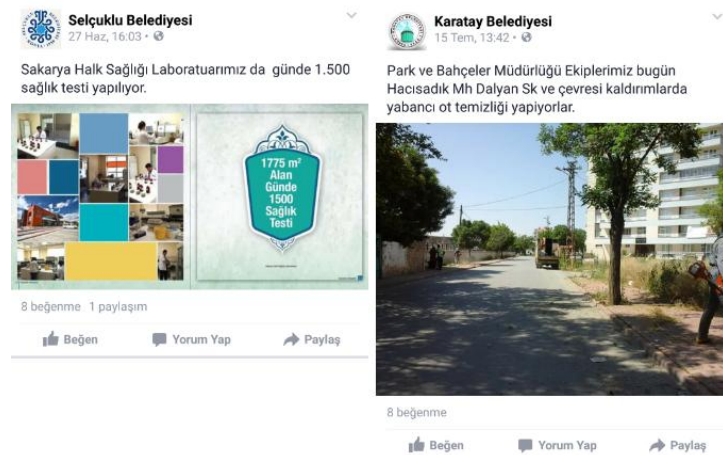 Selçuklu Belediyesi
27 Haz, 16:03 •
Sakarya Halk Sağlığı Laboratuarımız da günde 1.500
sağlık testi yapılıyor.
1775 m²
Alan
Günde
1500
Sağlık
Testi
8 beğenme 1 paylaşım
Beğen Yorum Yap Paylaş
Karatay Belediyesi
15 Tem, 13:42 •
Park ve Bahçeler Müdürlüğü Ekiplerimiz bugün
Hacısadık Mh Dalyan Sk ve çevresi kaldırımlarda
yabancı ot temizliği yapiyorlar.
8 beğenme
Beğen Yorum Yap Paylaş